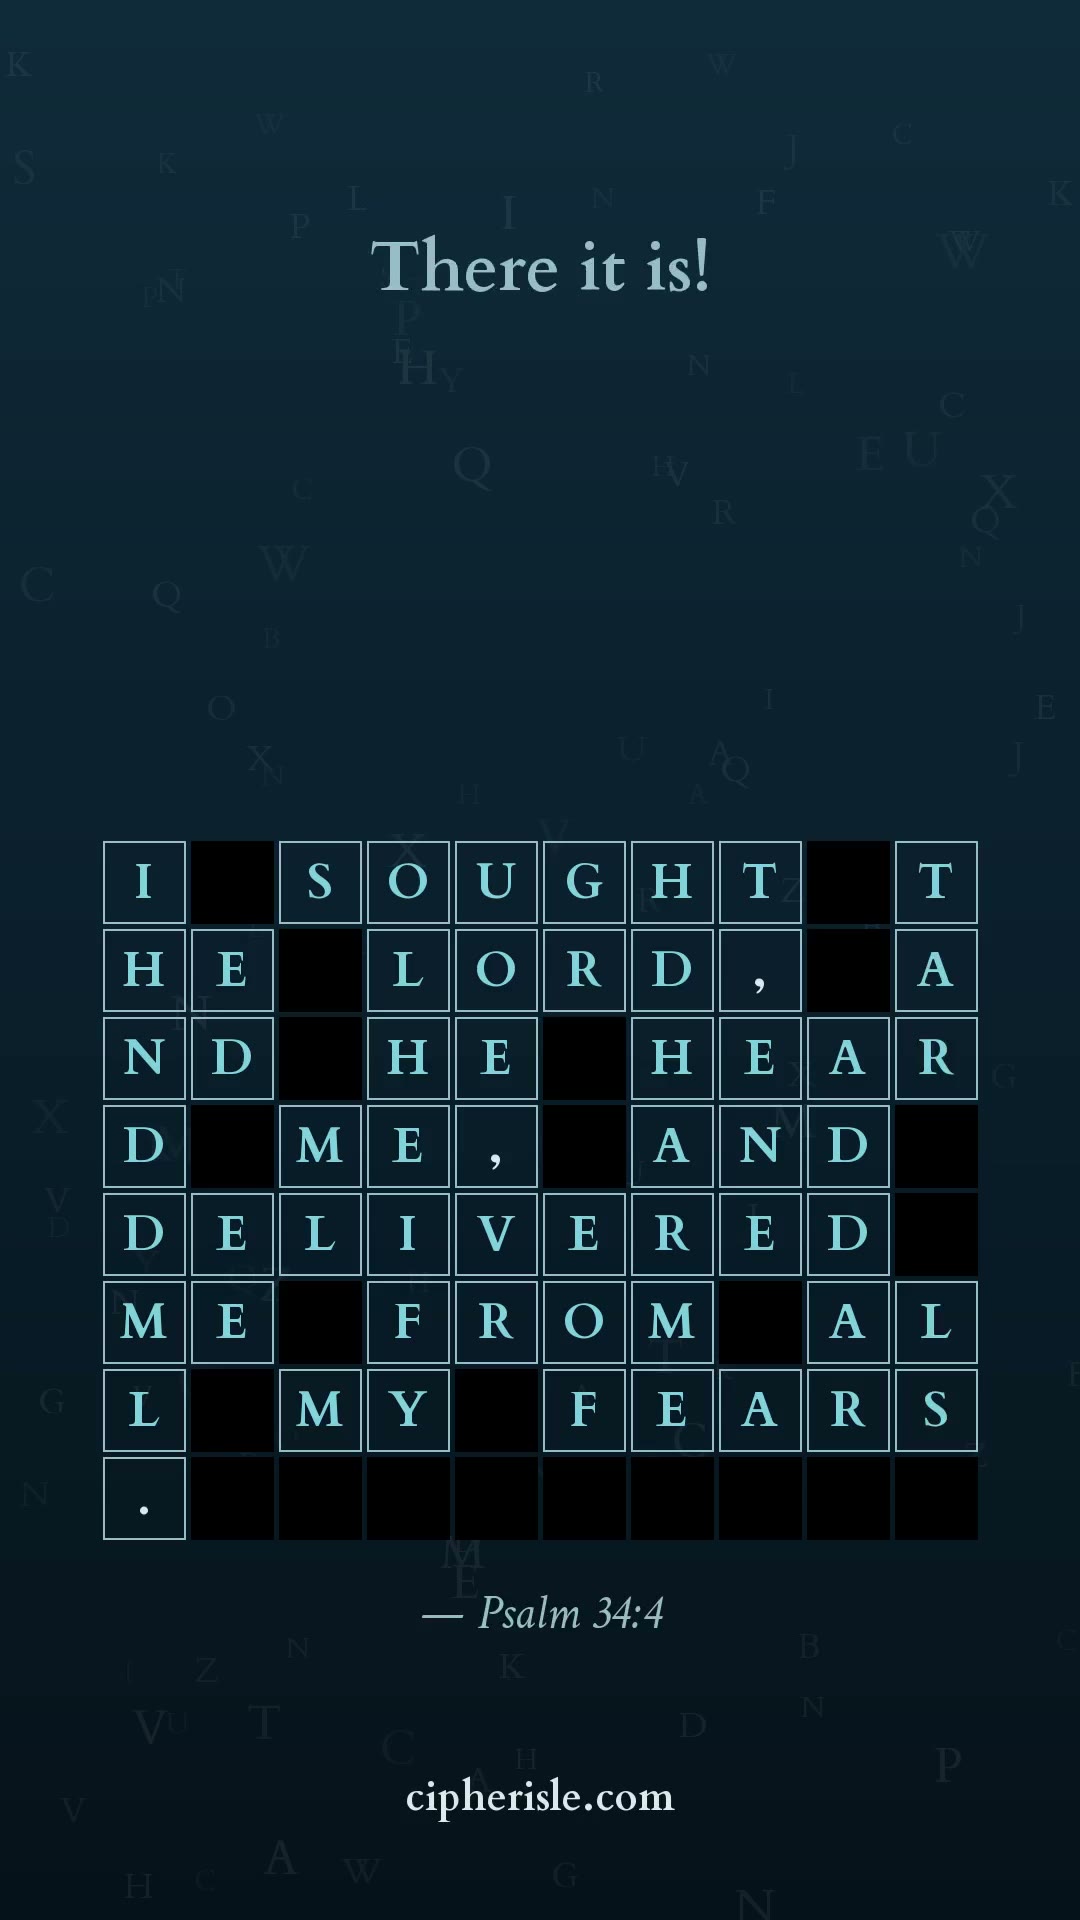 There it is!
I SOUGHT T
HE LORD, A
ND HE HEAR
D ME, AND
DELIVERED
ME FROM AL
L MY FEARS
.
— Psalm 34:4
cipherisle.com